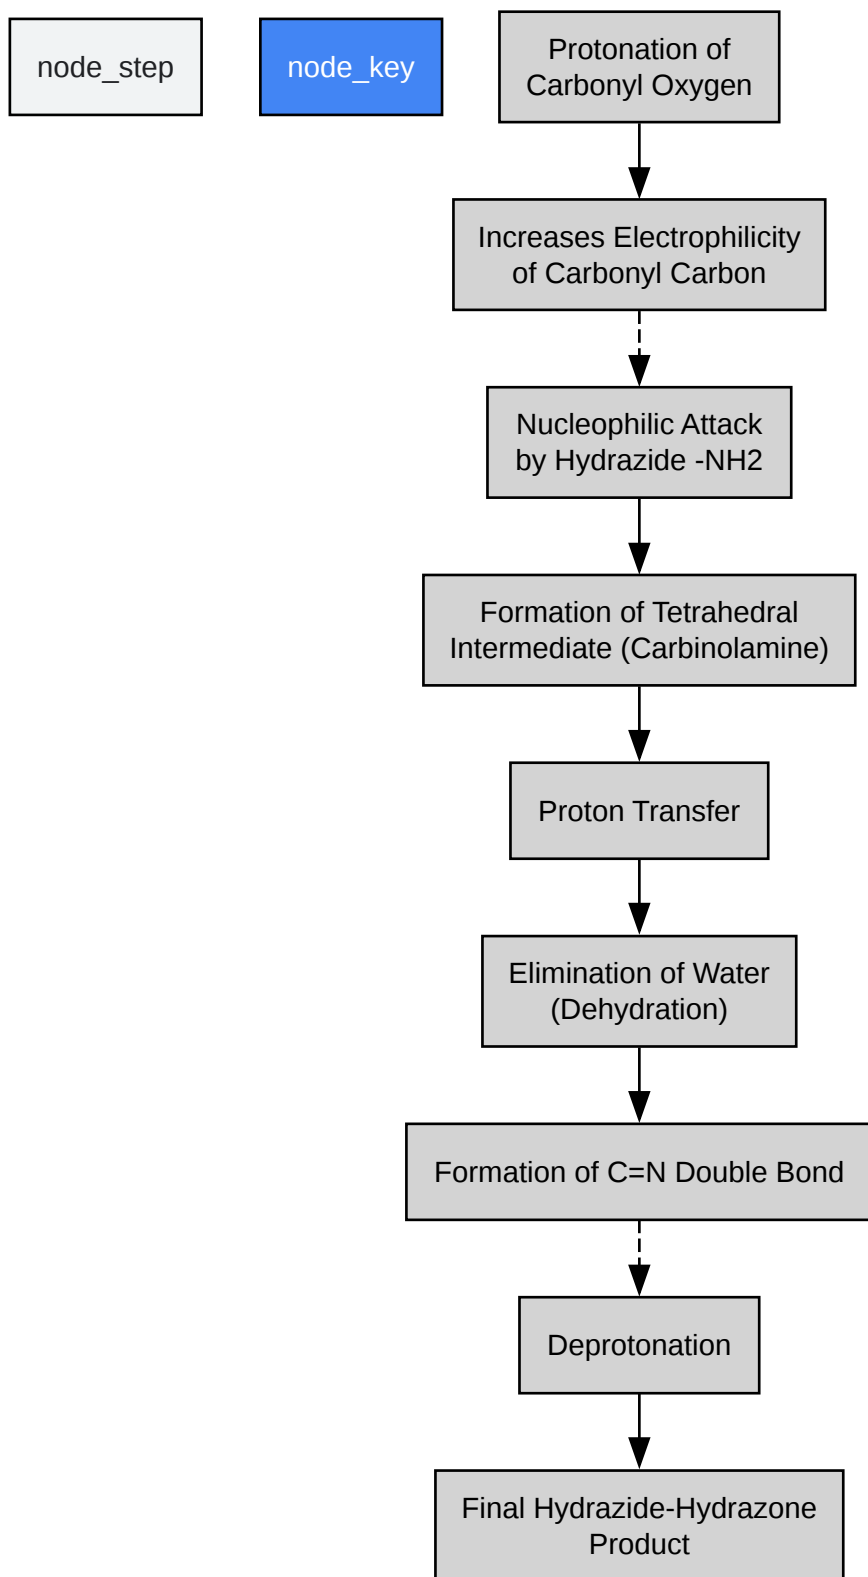 node_step
node_key
Protonation of
Carbonyl Oxygen
Increases Electrophilicity
of Carbonyl Carbon
Nucleophilic Attack
by Hydrazide -NH2
Formation of Tetrahedral
Intermediate (Carbinolamine)
Proton Transfer
Elimination of Water
(Dehydration)
Formation of C=N Double Bond
Deprotonation
Final Hydrazide-Hydrazone
Product